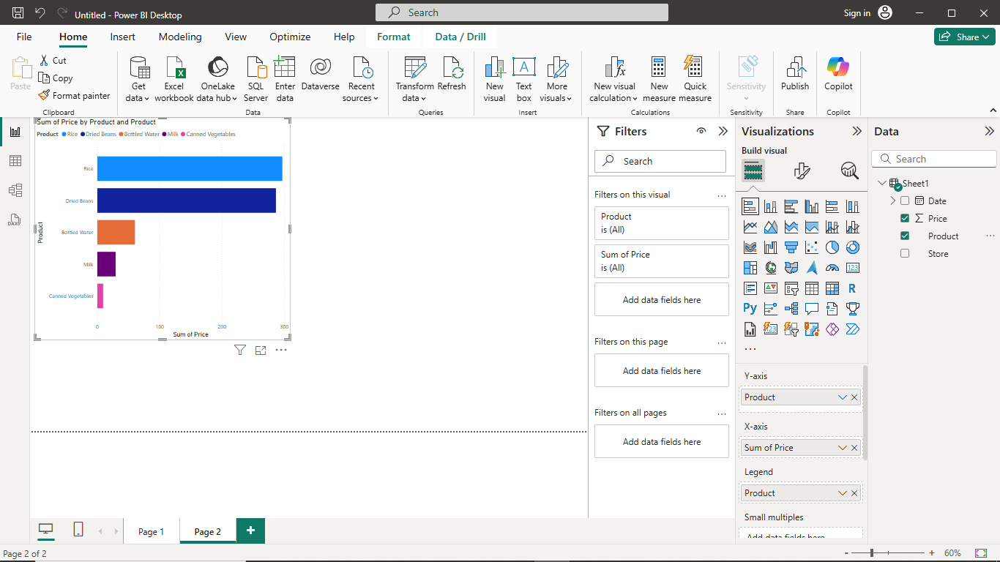 Untitled - Power BI Desktop
Search
Sign in
File
Home
Insert
Modeling
View
Optimize
Help
Format
Data / Drill
Share
Paste
Cut
Copy
Format painter
Clipboard
Get data
Excel workbook
OneLake data hub
SQL Server
Enter data
Dataverse
Recent sources
Data
Transform data
Refresh
Queries
New visual
Text box
More visuals
Insert
New visual calculation
New measure
Quick measure
Calculations
Sensitivity
Sensitivity
Publish
Share
Copilot
Copilot
Sum of Price by Product and Product
Product Rice Dried Beans Bottled Water Milk Canned Vegetables
Product
Rice
Dried Beans
Bottled Water
Milk
Canned Vegetables
0 100 200 300
Sum of Price
Filters
Search
Filters on this visual
Product
is (All)
Sum of Price
is (All)
Add data fields here
Filters on this page
Add data fields here
Filters on all pages
Add data fields here
Visualizations
Build visual
123
R
Py
123
Y-axis
Product
X-axis
Sum of Price
Legend
Product
Small multiples
Add data fields here
Data
Search
Sheet1
Date
Price
Product
Store
DAX
Page 1
Page 2
Page 2 of 2
- + 60%